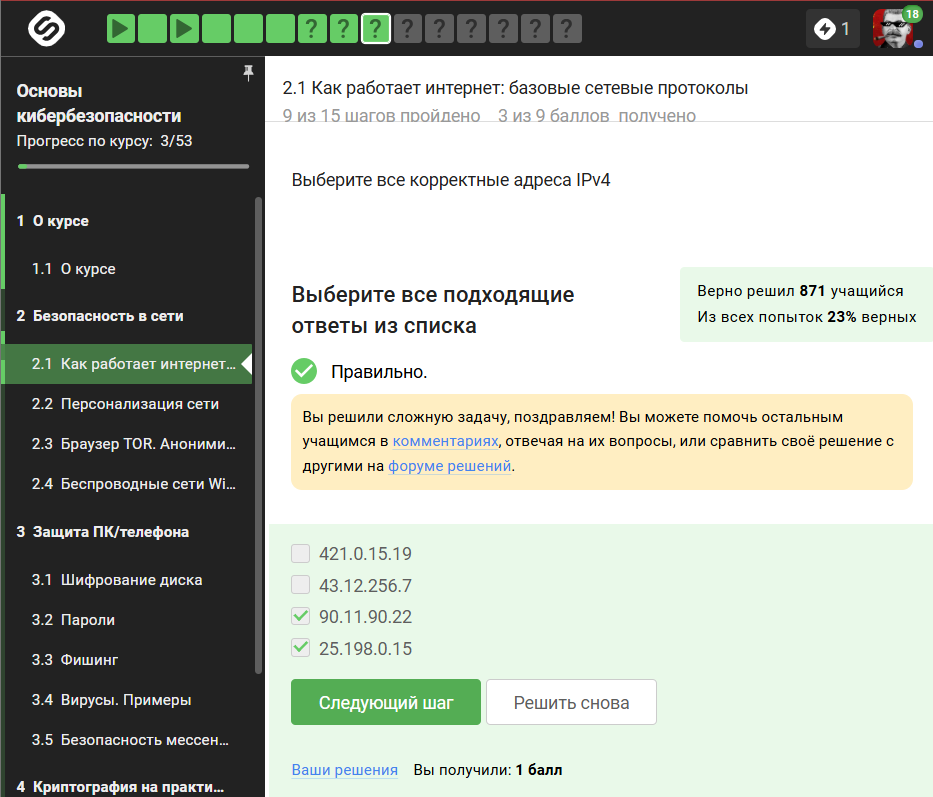 ? ? ? ? ? ? ? ? ?
1
18
Основы
кибербезопасности
Прогресс по курсу: 3/53
1 О курсе
1.1 О курсе
2 Безопасность в сети
2.1 Как работает интернет...
2.2 Персонализация сети
2.3 Браузер TOR. Аноними...
2.4 Беспроводные сети Wi...
3 Защита ПК/телефона
3.1 Шифрование диска
3.2 Пароли
3.3 Фишинг
3.4 Вирусы. Примеры
3.5 Безопасность мессен...
4 Криптография на практи...
2.1 Как работает интернет: базовые сетевые протоколы
9 из 15 шагов пройдено 3 из 9 баллов получено
Выберите все корректные адреса IPv4
Выберите все подходящие
ответы из списка
Верно решил 871 учащийся
Из всех попыток 23% верных
Правильно.
Вы решили сложную задачу, поздравляем! Вы можете помочь остальным
учащимся в комментариях, отвечая на их вопросы, или сравнить своё решение с
другими на форуме решений.
421.0.15.19
43.12.256.7
90.11.90.22
25.198.0.15
Следующий шаг
Решить снова
Ваши решения Вы получили: 1 балл